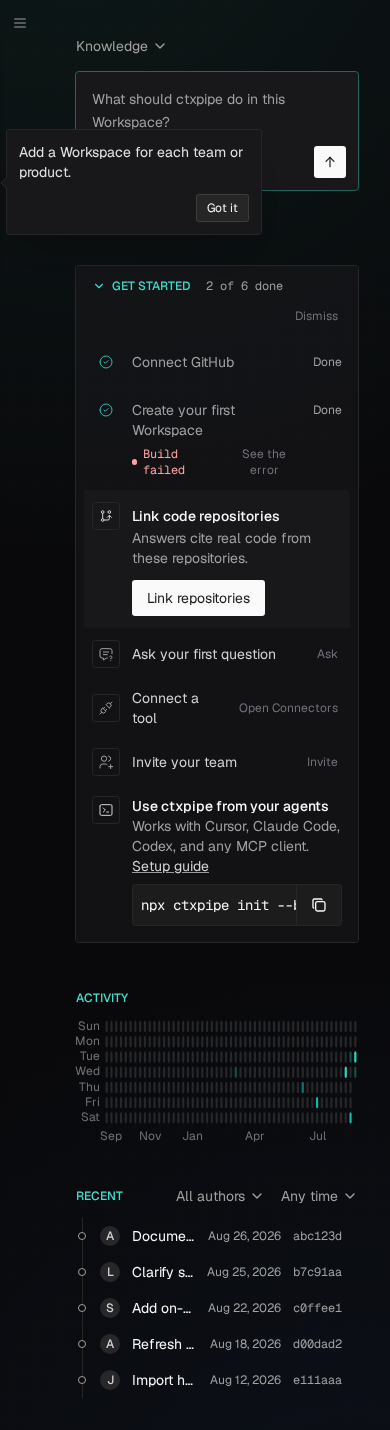 Knowledge
What should ctxpipe do in this
Workspace?
Add a Workspace for each team or
product.
Got it
GET STARTED 2 of 6 done
Dismiss
Connect GitHub Done
Create your first Done
Workspace
Build See the
failed error
Link code repositories
Answers cite real code from
these repositories.
Link repositories
Ask your first question Ask
Connect a
tool
Open Connectors
Invite your team Invite
Use ctxpipe from your agents
Works with Cursor, Claude Code,
Codex, and any MCP client.
Setup guide
npx ctxpipe init --
ACTIVITY
Sun
Mon
Tue
Wed
Thu
Fri
Sat
Sep Nov Jan Apr Jul
RECENT All authors Any time
A Docume… Aug 26, 2026 abc123d
L Clarify s… Aug 25, 2026 b7c91aa
S Add on-… Aug 22, 2026 c0ffee1
A Refresh … Aug 18, 2026 d00dad2
J Import h… Aug 12, 2026 e111aaa